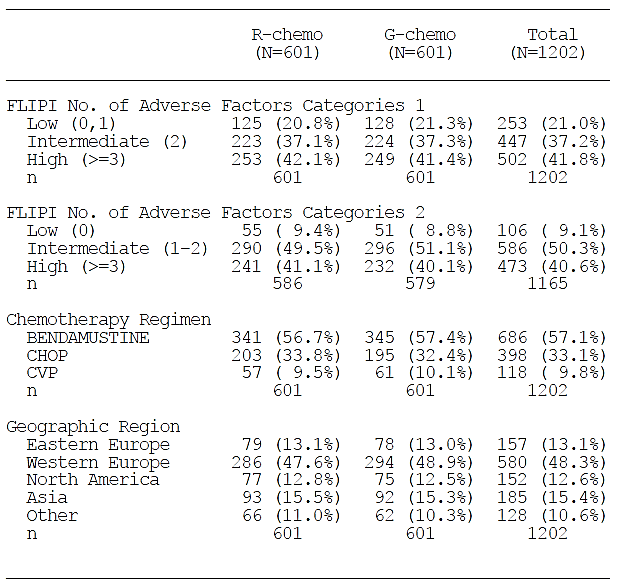 R-chemo G-chemo Total
(N=601) (N=601) (N=1202)
FLIPI No. of Adverse Factors Categories 1
Low (0,1) 125 (20.8%) 128 (21.3%) 253 (21.0%)
Intermediate (2) 223 (37.1%) 224 (37.3%) 447 (37.2%)
High (>=3) 253 (42.1%) 249 (41.4%) 502 (41.8%)
n 601 601 1202
FLIPI No. of Adverse Factors Categories 2
Low (0) 55 ( 9.4%) 51 ( 8.8%) 106 ( 9.1%)
Intermediate (1-2) 290 (49.5%) 296 (51.1%) 586 (50.3%)
High (>=3) 241 (41.1%) 232 (40.1%) 473 (40.6%)
n 586 579 1165
Chemotherapy Regimen
BENDAMUSTINE 341 (56.7%) 345 (57.4%) 686 (57.1%)
CHOP 203 (33.8%) 195 (32.4%) 398 (33.1%)
CVP 57 ( 9.5%) 61 (10.1%) 118 ( 9.8%)
n 601 601 1202
Geographic Region
Eastern Europe 79 (13.1%) 78 (13.0%) 157 (13.1%)
Western Europe 286 (47.6%) 294 (48.9%) 580 (48.3%)
North America 77 (12.8%) 75 (12.5%) 152 (12.6%)
Asia 93 (15.5%) 92 (15.3%) 185 (15.4%)
Other 66 (11.0%) 62 (10.3%) 128 (10.6%)
n 601 601 1202